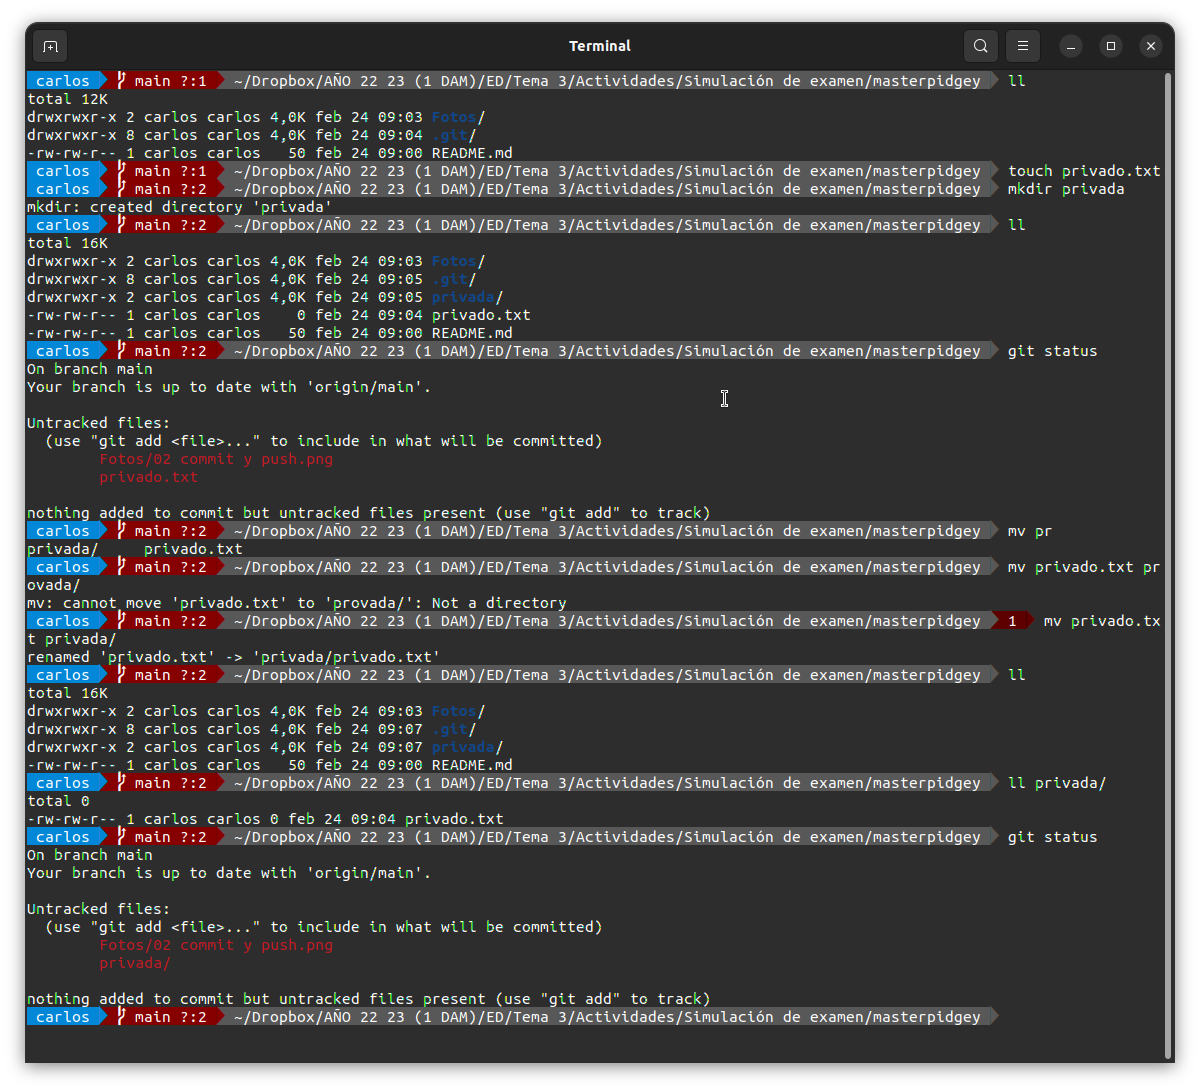 Terminal
carlos main ?:1 ~/Dropbox/AÑO 22 23 (1 DAM)/ED/Tema 3/Actividades/Simulación de examen/masterpidgey ll
total 12K
drwxrwxr-x 2 carlos carlos 4,0K feb 24 09:03 Fotos/
drwxrwxr-x 8 carlos carlos 4,0K feb 24 09:04 .git/
-rw-rw-r-- 1 carlos carlos   50 feb 24 09:00 README.md
carlos main ?:1 ~/Dropbox/AÑO 22 23 (1 DAM)/ED/Tema 3/Actividades/Simulación de examen/masterpidgey touch privado.txt
carlos main ?:2 ~/Dropbox/AÑO 22 23 (1 DAM)/ED/Tema 3/Actividades/Simulación de examen/masterpidgey mkdir privada
mkdir: created directory 'privada'
carlos main ?:2 ~/Dropbox/AÑO 22 23 (1 DAM)/ED/Tema 3/Actividades/Simulación de examen/masterpidgey ll
total 16K
drwxrwxr-x 2 carlos carlos 4,0K feb 24 09:03 Fotos/
drwxrwxr-x 8 carlos carlos 4,0K feb 24 09:05 .git/
drwxrwxr-x 2 carlos carlos 4,0K feb 24 09:05 privada/
-rw-rw-r-- 1 carlos carlos    0 feb 24 09:04 privado.txt
-rw-rw-r-- 1 carlos carlos   50 feb 24 09:00 README.md
carlos main ?:2 ~/Dropbox/AÑO 22 23 (1 DAM)/ED/Tema 3/Actividades/Simulación de examen/masterpidgey git status
On branch main
Your branch is up to date with 'origin/main'.
Untracked files:
(use "git add <file>..." to include in what will be committed)
Fotos/02 commit y push.png
privado.txt
nothing added to commit but untracked files present (use "git add" to track)
carlos main ?:2 ~/Dropbox/AÑO 22 23 (1 DAM)/ED/Tema 3/Actividades/Simulación de examen/masterpidgey mv pr
privada/     privado.txt
carlos main ?:2 ~/Dropbox/AÑO 22 23 (1 DAM)/ED/Tema 3/Actividades/Simulación de examen/masterpidgey mv privado.txt pr
ovada/
mv: cannot move 'privado.txt' to 'provada/': Not a directory
carlos main ?:2 ~/Dropbox/AÑO 22 23 (1 DAM)/ED/Tema 3/Actividades/Simulación de examen/masterpidgey 1 mv privado.tx
t privada/
renamed 'privado.txt' -> 'privada/privado.txt'
carlos main ?:2 ~/Dropbox/AÑO 22 23 (1 DAM)/ED/Tema 3/Actividades/Simulación de examen/masterpidgey ll
total 16K
drwxrwxr-x 2 carlos carlos 4,0K feb 24 09:03 Fotos/
drwxrwxr-x 8 carlos carlos 4,0K feb 24 09:07 .git/
drwxrwxr-x 2 carlos carlos 4,0K feb 24 09:07 privada/
-rw-rw-r-- 1 carlos carlos   50 feb 24 09:00 README.md
carlos main ?:2 ~/Dropbox/AÑO 22 23 (1 DAM)/ED/Tema 3/Actividades/Simulación de examen/masterpidgey ll privada/
total 0
-rw-rw-r-- 1 carlos carlos 0 feb 24 09:04 privado.txt
carlos main ?:2 ~/Dropbox/AÑO 22 23 (1 DAM)/ED/Tema 3/Actividades/Simulación de examen/masterpidgey git status
On branch main
Your branch is up to date with 'origin/main'.
Untracked files:
(use "git add <file>..." to include in what will be committed)
Fotos/02 commit y push.png
privada/
nothing added to commit but untracked files present (use "git add" to track)
carlos main ?:2 ~/Dropbox/AÑO 22 23 (1 DAM)/ED/Tema 3/Actividades/Simulación de examen/masterpidgey